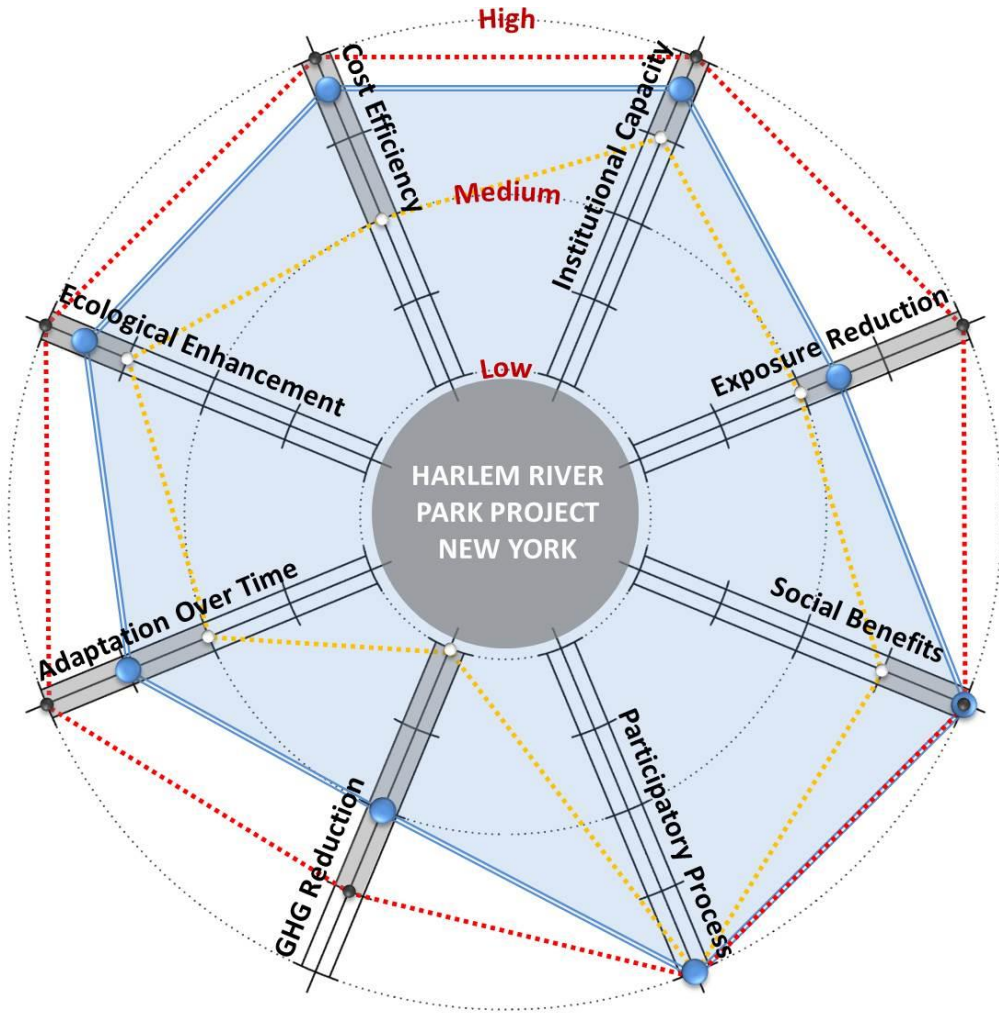 High
Cost Efficiency
Institutional Capacity
Medium
Ecological Enhancement
Exposure Reduction
Low
HARLEM RIVER
PARK PROJECT
NEW YORK
Adaptation Over Time
Social Benefits
GHG Reduction
Participatory Process